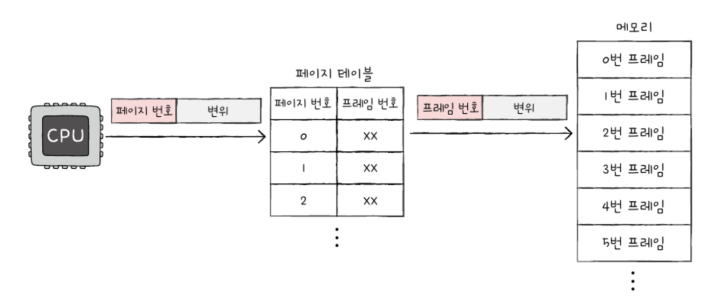 CPU
페이지 번호 변위
페이지 테이블
페이지 번호 프레임 번호
0 XX
1 XX
2 XX
프레임 번호 변위
메모리
0번 프레임
1번 프레임
2번 프레임
3번 프레임
4번 프레임
5번 프레임